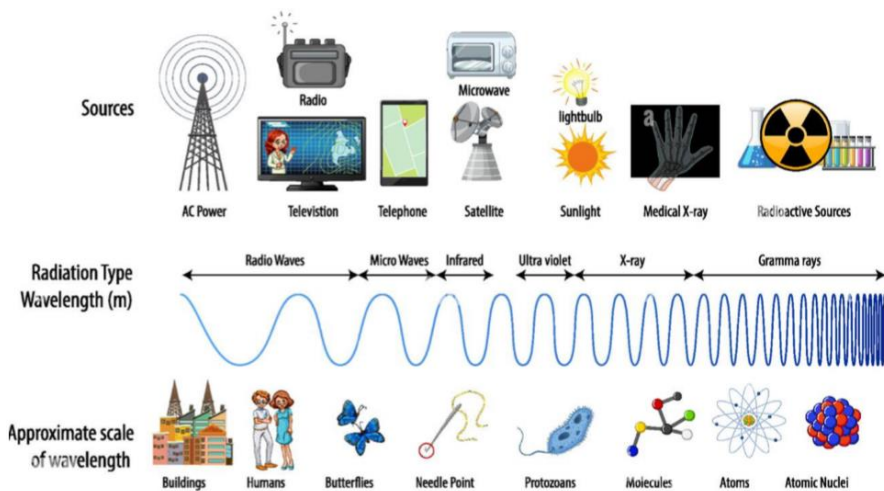 Radio
Microwave
Sources
lightbulb
a
AC Power
Televistion
Telephone
Satellite
Sunlight
Medical X-ray
Radioactive Sources
Radiation Type
Wavelength (m)
Radio Waves
Micro Waves
Infrared
Ultra violet
X-ray
Gramma rays
Approximate scale
of wavelength
Buildings
Humans
Butterflies
Needle Point
Protozoans
Molecules
Atoms
Atomic Nuclei